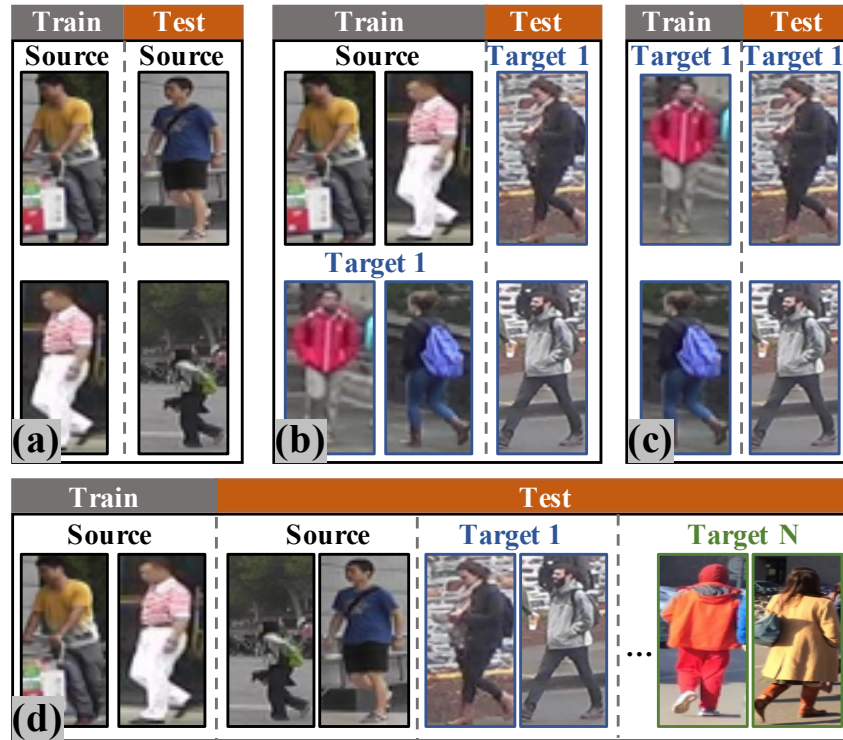 Train Test
Source Source
(a)
Train Test
Source Target 1
Target 1
(b)
Train Test
Target 1 Target 1
(c)
Train Test
Source Source Target 1 Target N
...
(d)